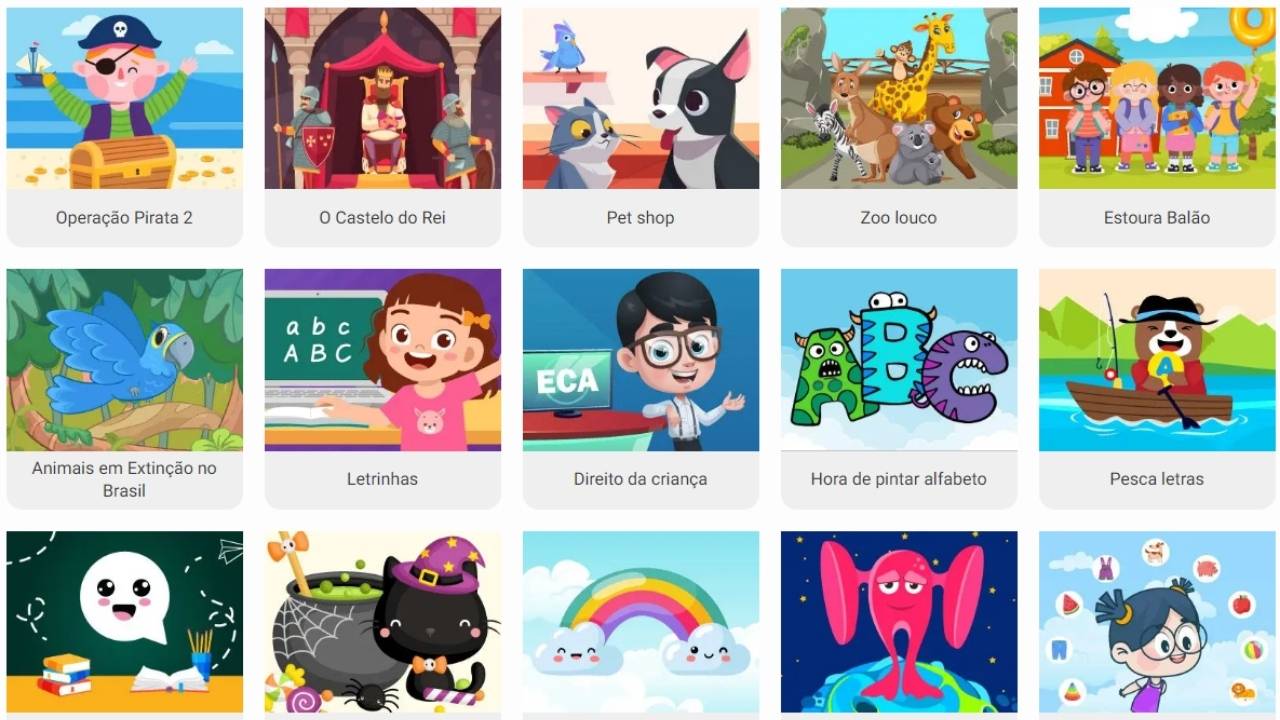 Operação Pirata 2
O Castelo do Rei
Pet shop
Zoo louco
Estoura Balão
a b c
A B C
ECA
ABC
A
Animais em Extinção no
Brasil
Letrinhas
Direito da criança
Hora de pintar alfabeto
Pesca letras